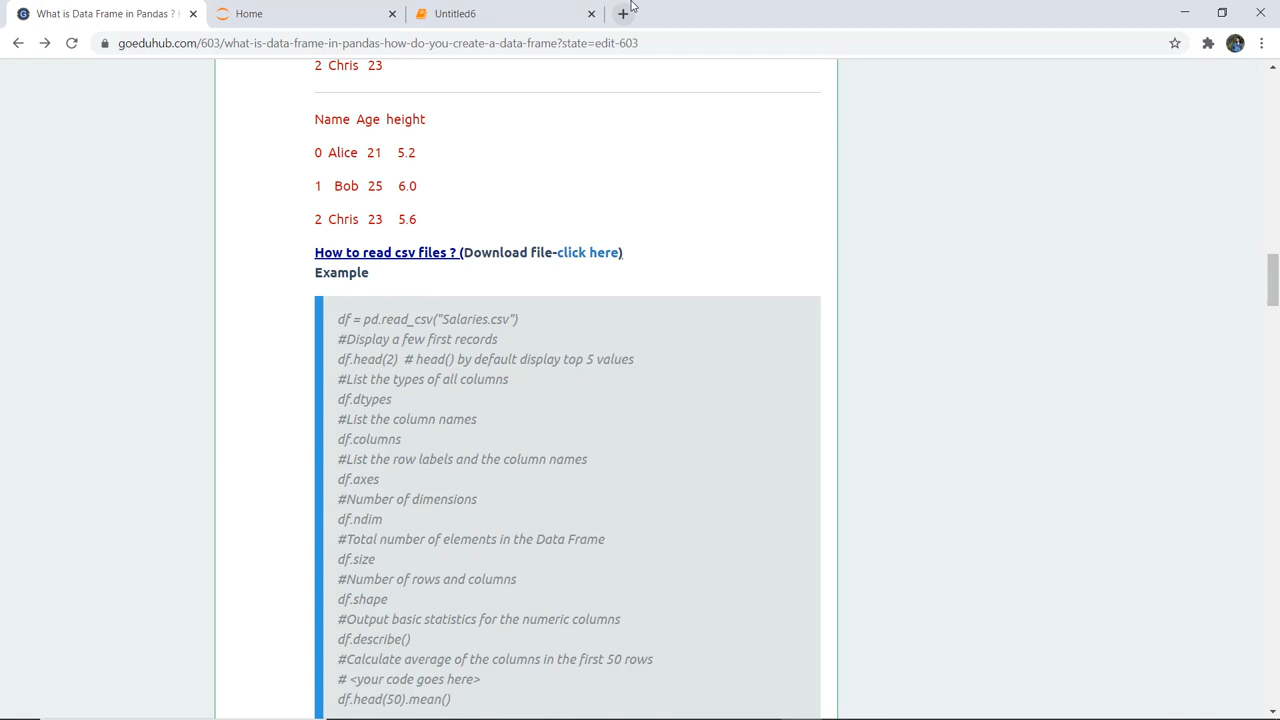 What is Data Frame in Pandas ?
Home
Untitled6
goeduhub.com/603/what-is-data-frame-in-pandas-how-do-you-create-a-data-frame?state=edit-603
2 Chris 23
Name Age height
0 Alice 21 5.2
1 Bob 25 6.0
2 Chris 23 5.6
How to read csv files ? (Download file-click here)
Example
df = pd.read_csv("Salaries.csv")
#Display a few first records
df.head(2) # head() by default display top 5 values
#List the types of all columns
df.dtypes
#List the column names
df.columns
#List the row labels and the column names
df.axes
#Number of dimensions
df.ndim
#Total number of elements in the Data Frame
df.size
#Number of rows and columns
df.shape
#Output basic statistics for the numeric columns
df.describe()
#Calculate average of the columns in the first 50 rows
# <your code goes here>
df.head(50).mean()